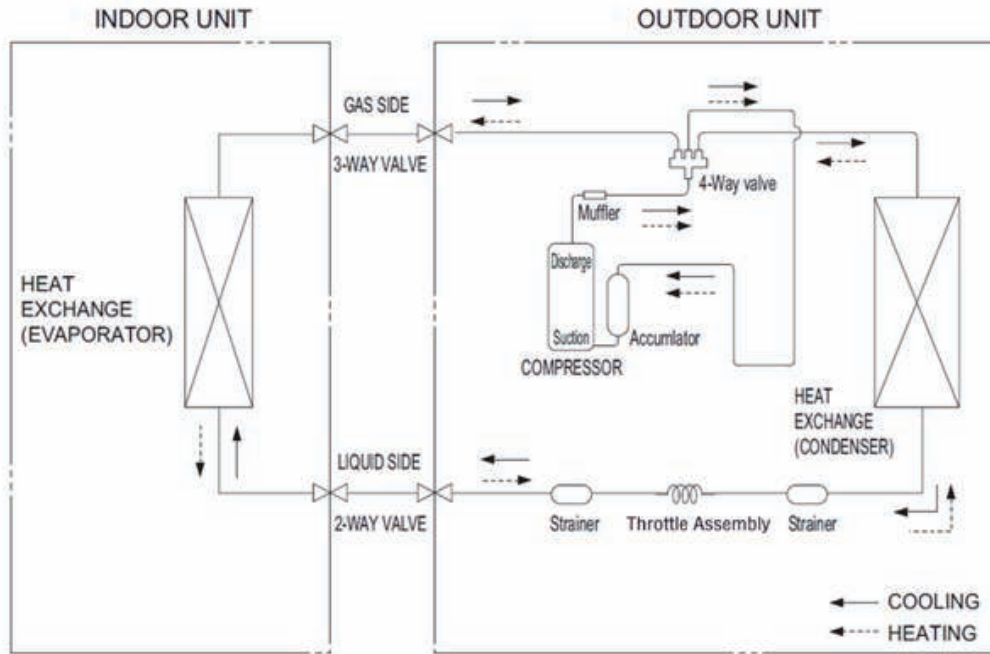 INDOOR UNIT
OUTDOOR UNIT
GAS SIDE
3-WAY VALVE
4-Way valve
Muffler
Discharge
Suction
Accumlator
COMPRESSOR
HEAT
EXCHANGE
(EVAPORATOR)
HEAT
EXCHANGE
(CONDENSER)
LIQUID SIDE
2-WAY VALVE
Strainer
Throttle Assembly
Strainer
COOLING
HEATING